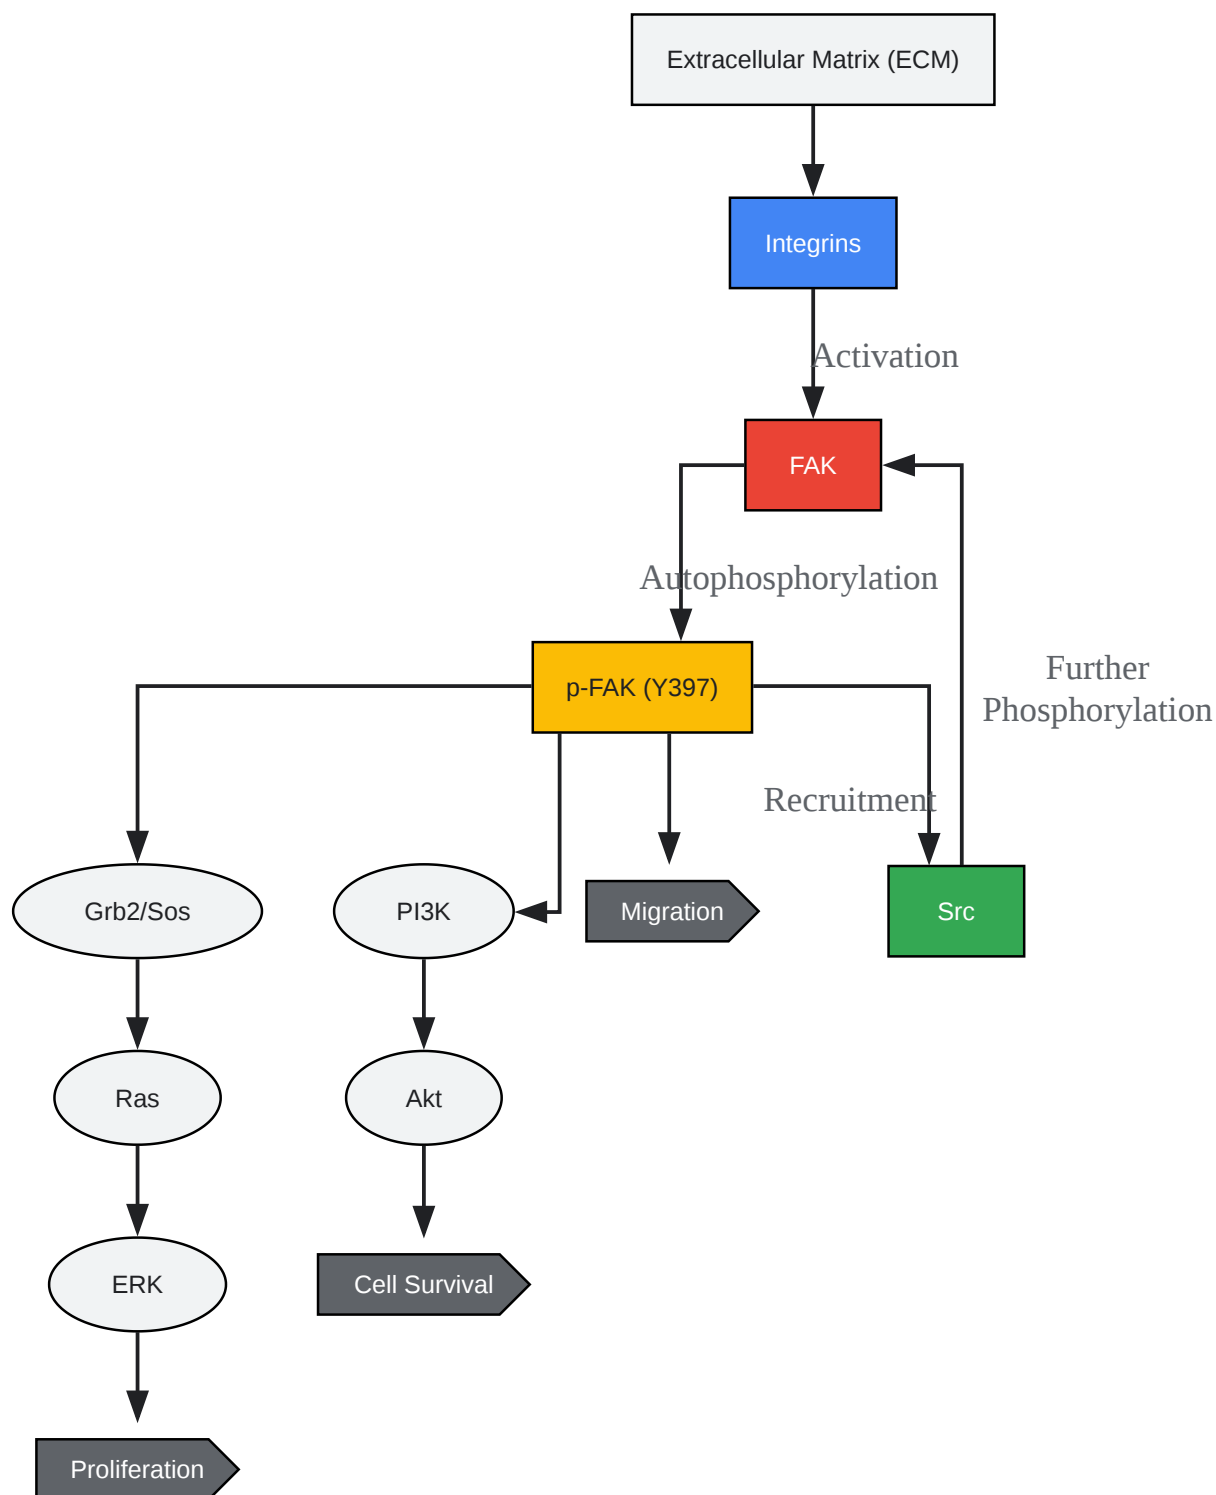 Extracellular Matrix (ECM)
Integrins
Activation
FAK
Autophosphorylation
Further
Phosphorylation
p-FAK (Y397)
Recruitment
Grb2/Sos
PI3K
Migration
Src
Ras
Akt
ERK
Cell Survival
Proliferation